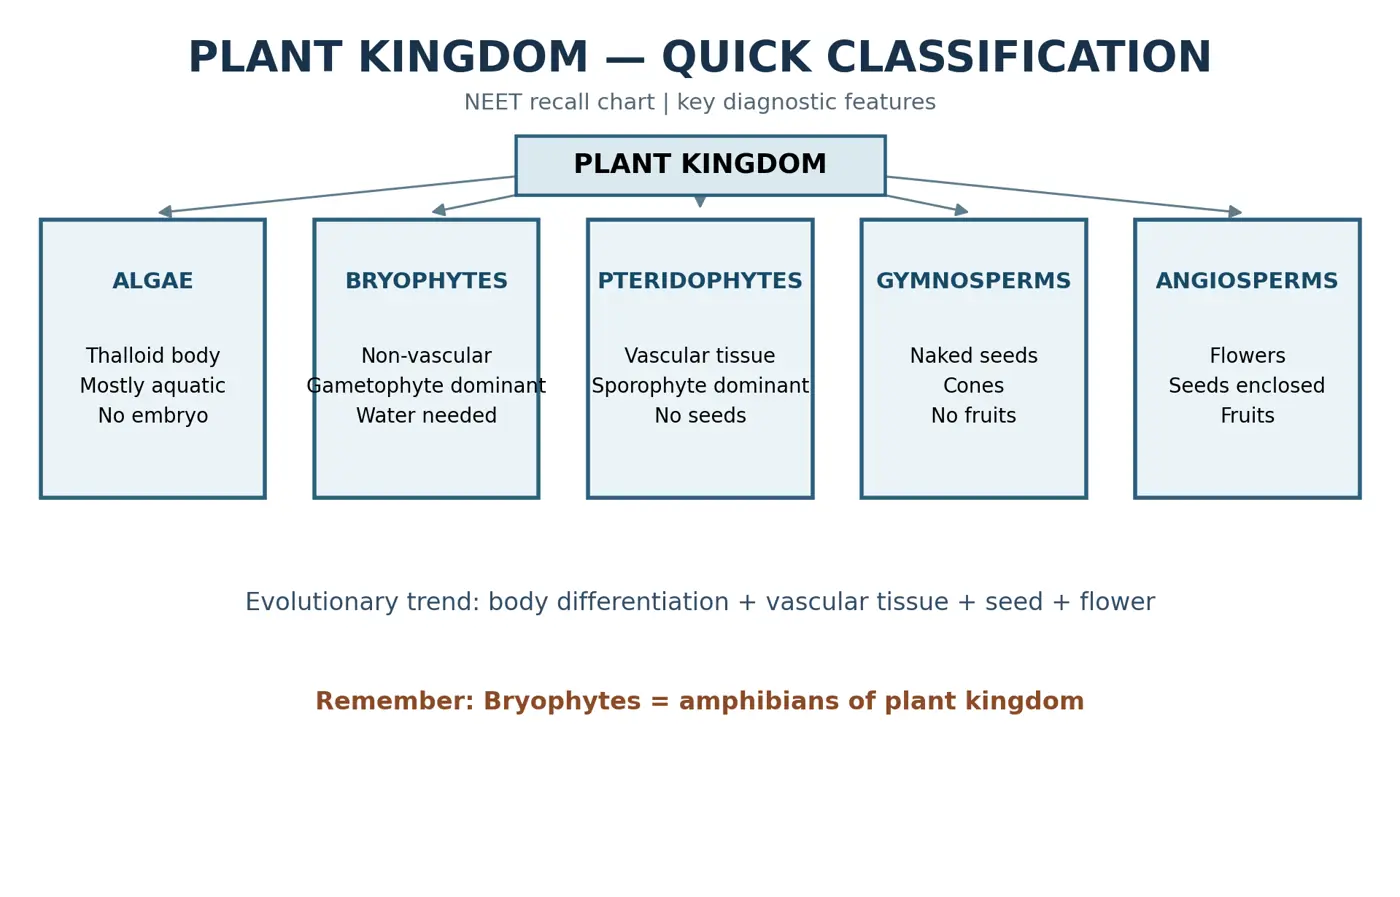 PLANT KINGDOM — QUICK CLASSIFICATION
NEET recall chart | key diagnostic features
PLANT KINGDOM
ALGAE
Thalloid body
Mostly aquatic
No embryo
BRYOPHYTES
Non-vascular
Gametophyte dominant
Water needed
PTERIDOPHYTES
Vascular tissue
Sporophyte dominant
No seeds
GYMNOSPERMS
Naked seeds
Cones
No fruits
ANGIOSPERMS
Flowers
Seeds enclosed
Fruits
Evolutionary trend: body differentiation + vascular tissue + seed + flower
Remember: Bryophytes = amphibians of plant kingdom